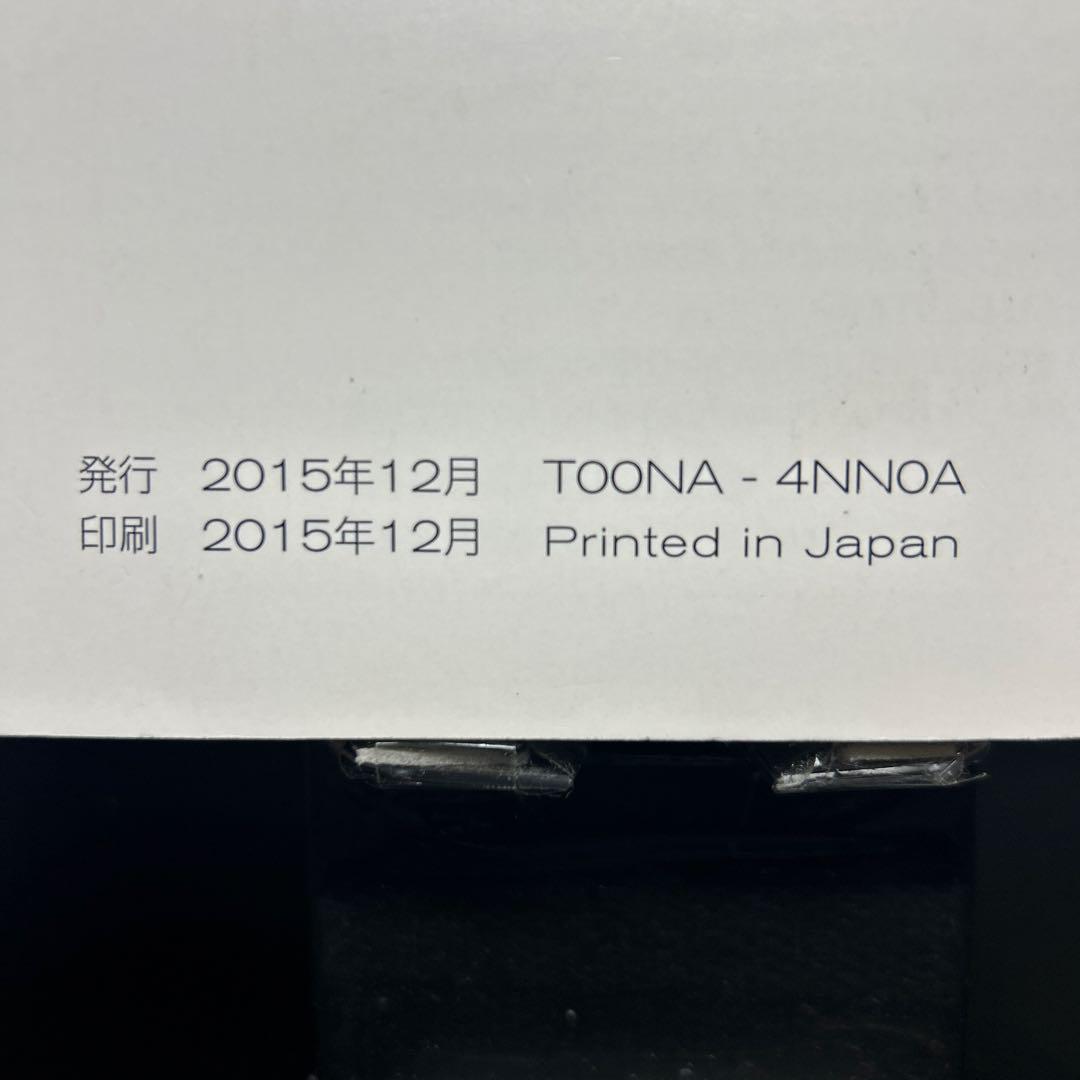 発行 2015年12月 T00NA - 4NN0A
印刷 2015年12月 Printed in Japan